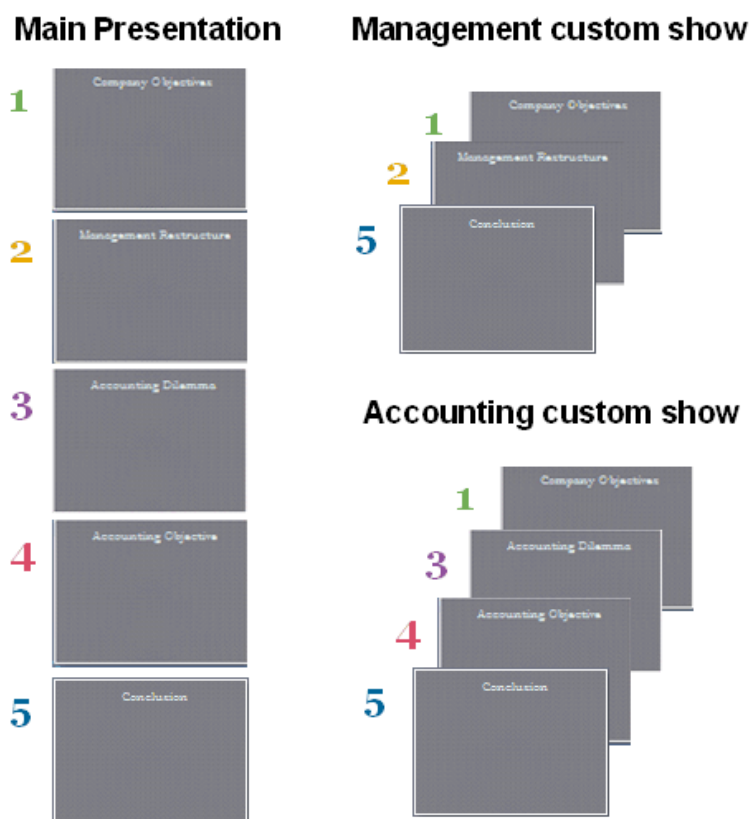 Main Presentation
1
Company Objectives
2
Management Restructure
3
Accounting Dilemma
4
Accounting Objective
5
Conclusion
Management custom show
1
Company Objectives
2
Management Restructure
5
Conclusion
Accounting custom show
1
Company Objectives
3
Accounting Dilemma
4
Accounting Objective
5
Conclusion